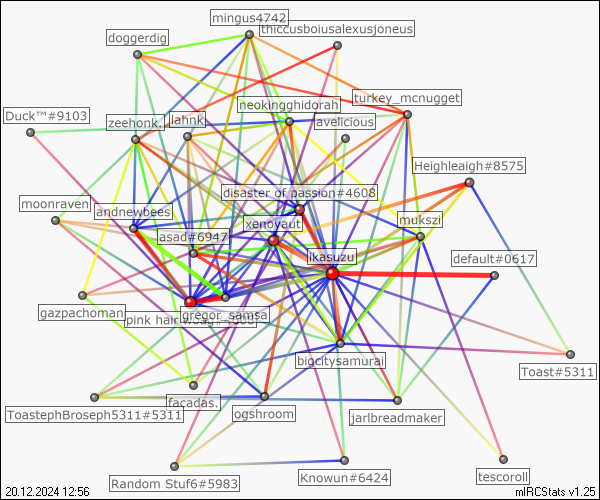 mingus4742
thiccusboiusalexusjoneus
doggerdig
turkey_mcnugget
neokingghidorah
Duck™#9103
zeehonk.
lahnk
avelicious
Heighleaigh#8575
disaster of passion#4608
moonraven
andnewbees
xenoyaut
mukszi
asad#6947
ikasuzu
default#0617
gazpachoman
gregor_samsa
pink hair
bigcitysamurai
Toast#5311
facadas.
ToastephBroseph5311#5311
ogshroom
jarlbreadmaker
Random Stuf6#5983
Knowun#6424
tescoroll
20.12.2024 12:56
mIRCStats v1.25